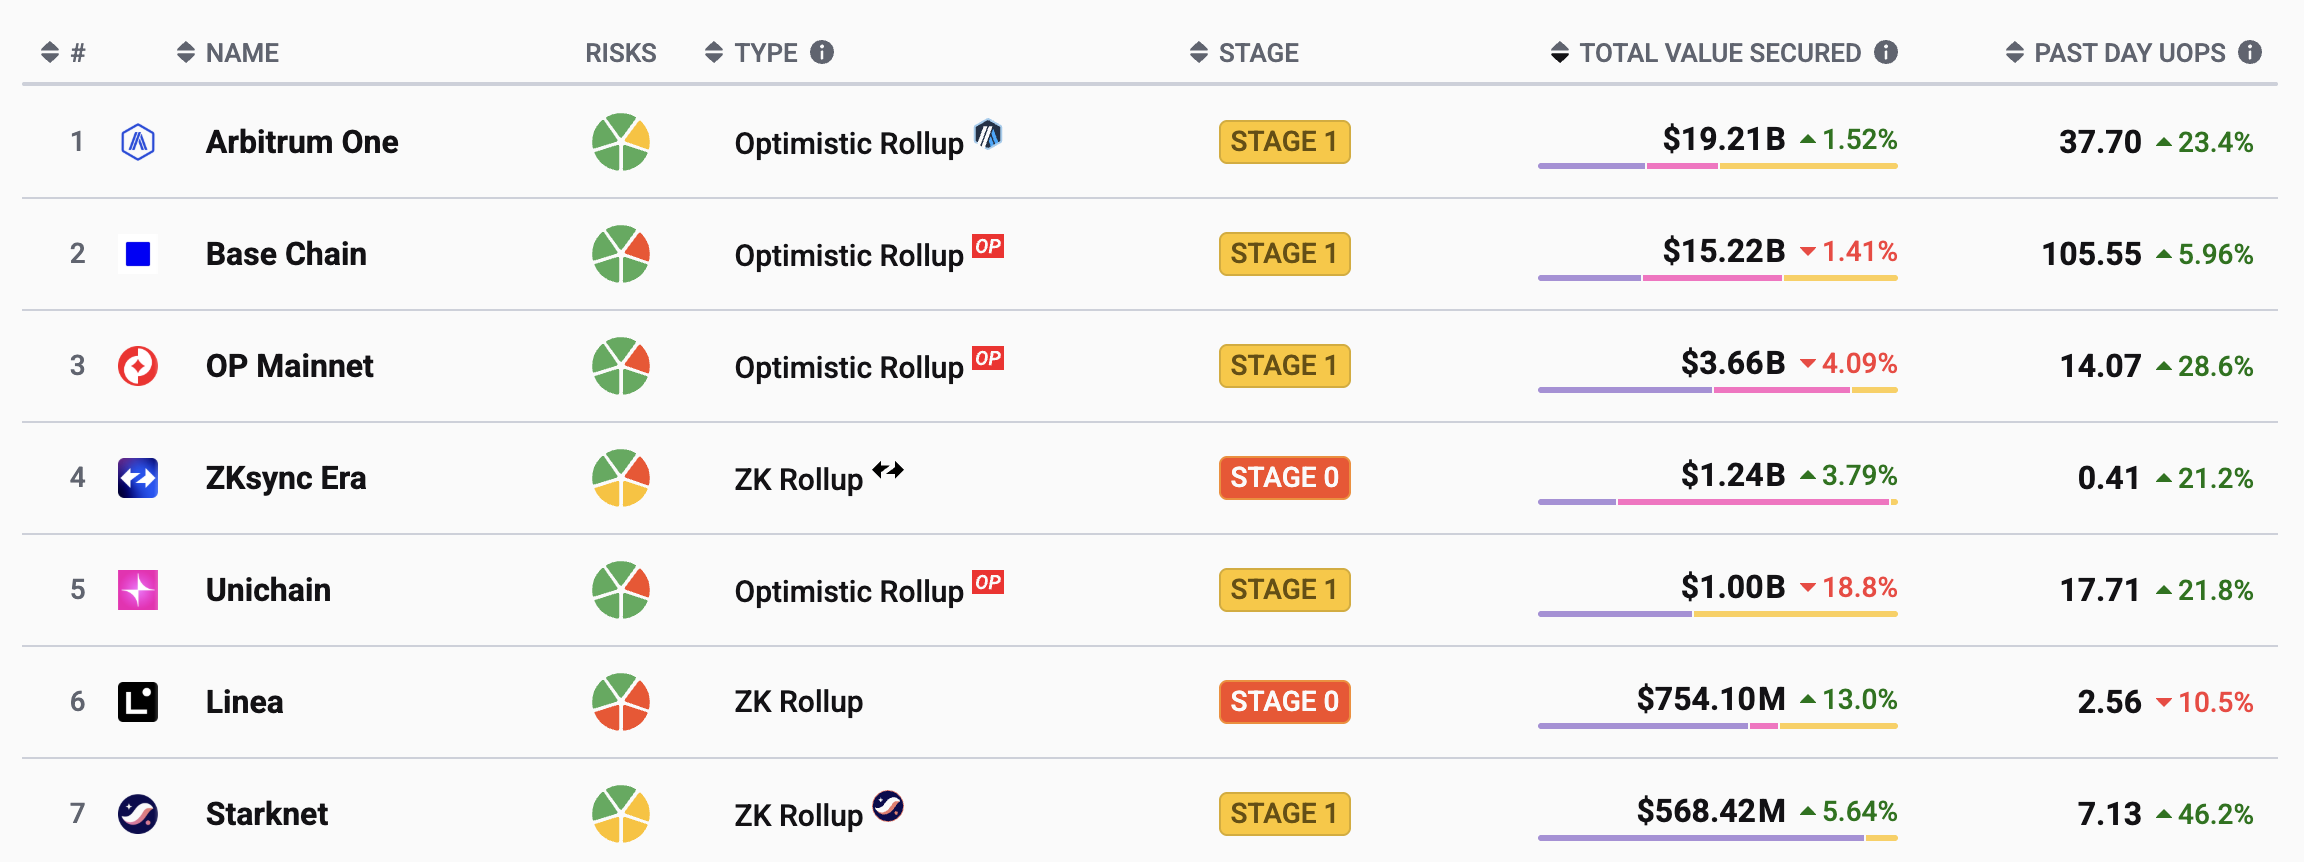 # NAME RISKS TYPE STAGE TOTAL VALUE SECURED PAST DAY UOPS
1 Arbitrum One Optimistic Rollup STAGE 1 $19.21B 1.52% 37.70 23.4%
2 Base Chain Optimistic Rollup OP STAGE 1 $15.22B 1.41% 105.55 5.96%
3 OP Mainnet Optimistic Rollup OP STAGE 1 $3.66B 4.09% 14.07 28.6%
4 ZKsync Era ZK Rollup STAGE 0 $1.24B 3.79% 0.41 21.2%
5 Unichain Optimistic Rollup OP STAGE 1 $1.00B 18.8% 17.71 21.8%
6 Linea ZK Rollup STAGE 0 $754.10M 13.0% 2.56 10.5%
7 Starknet ZK Rollup STAGE 1 $568.42M 5.64% 7.13 46.2%